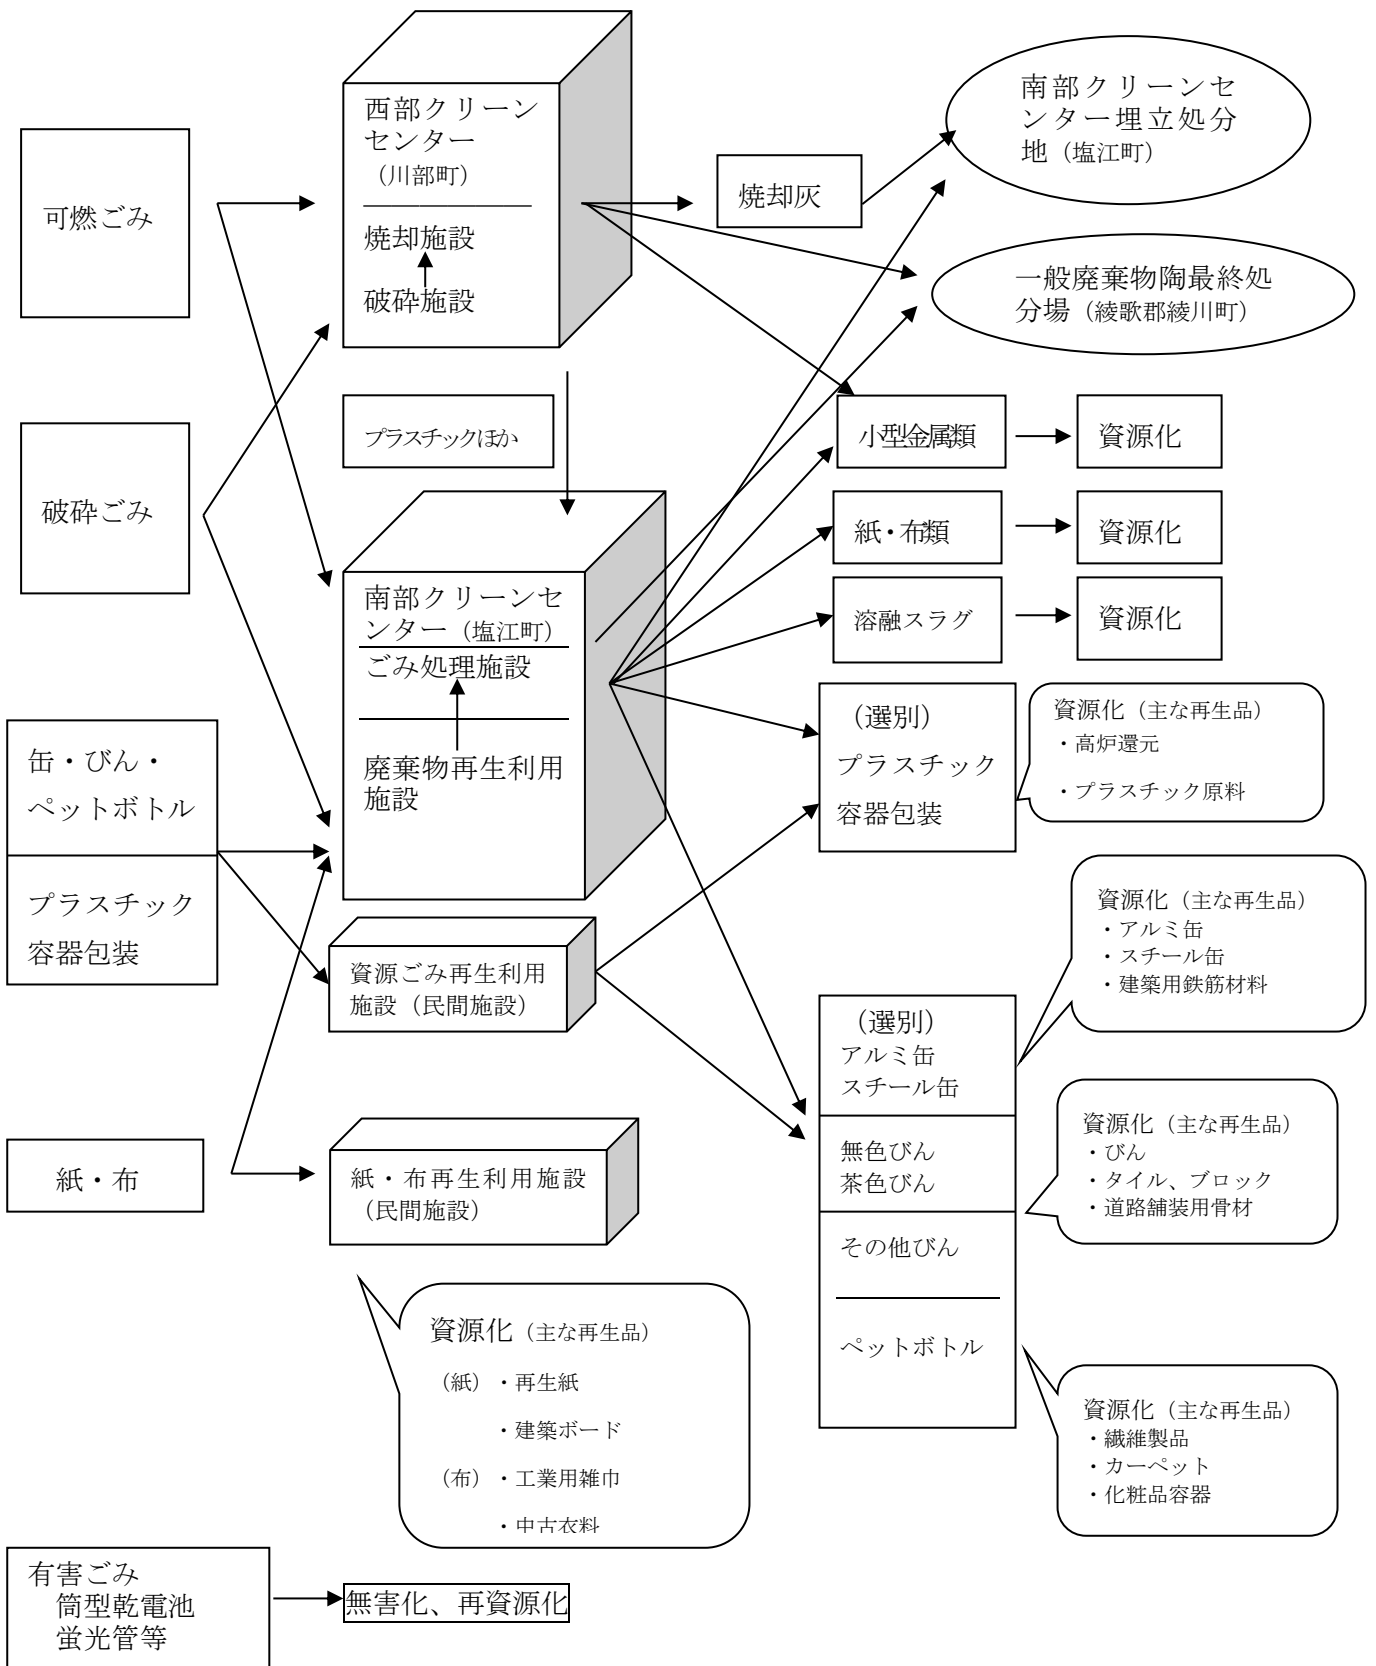 可燃ごみ
破砕ごみ
缶・びん・
ペットボトル
プラスチック
容器包装
紙・布
有害ごみ
筒型乾電池
蛍光管等
西部クリーン
センター
（川部町）
焼却施設
破砕施設
プラスチックほか
南部クリーンセ
ンター（塩江町）
ごみ処理施設
廃棄物再生利用
施設
資源ごみ再生利用
施設（民間施設）
紙・布再生利用施設
（民間施設）
資源化（主な再生品）
（紙）・再生紙
・建築ボード
（布）・工業用雑巾
・中古衣料
無害化、再資源化
焼却灰
南部クリーンセ
ンター埋立処分
地（塩江町）
一般廃棄物陶最終処
分場（綾歌郡綾川町）
小型金属類
資源化
紙・布類
資源化
溶融スラグ
資源化
（選別）
プラスチック
容器包装
資源化（主な再生品）
・高炉還元
・プラスチック原料
（選別）
アルミ缶
スチール缶
無色びん
茶色びん
その他びん
ペットボトル
資源化（主な再生品）
・アルミ缶
・スチール缶
・建築用鉄筋材料
資源化（主な再生品）
・びん
・タイル、ブロック
・道路舗装用骨材
資源化（主な再生品）
・繊維製品
・カーペット
・化粧品容器